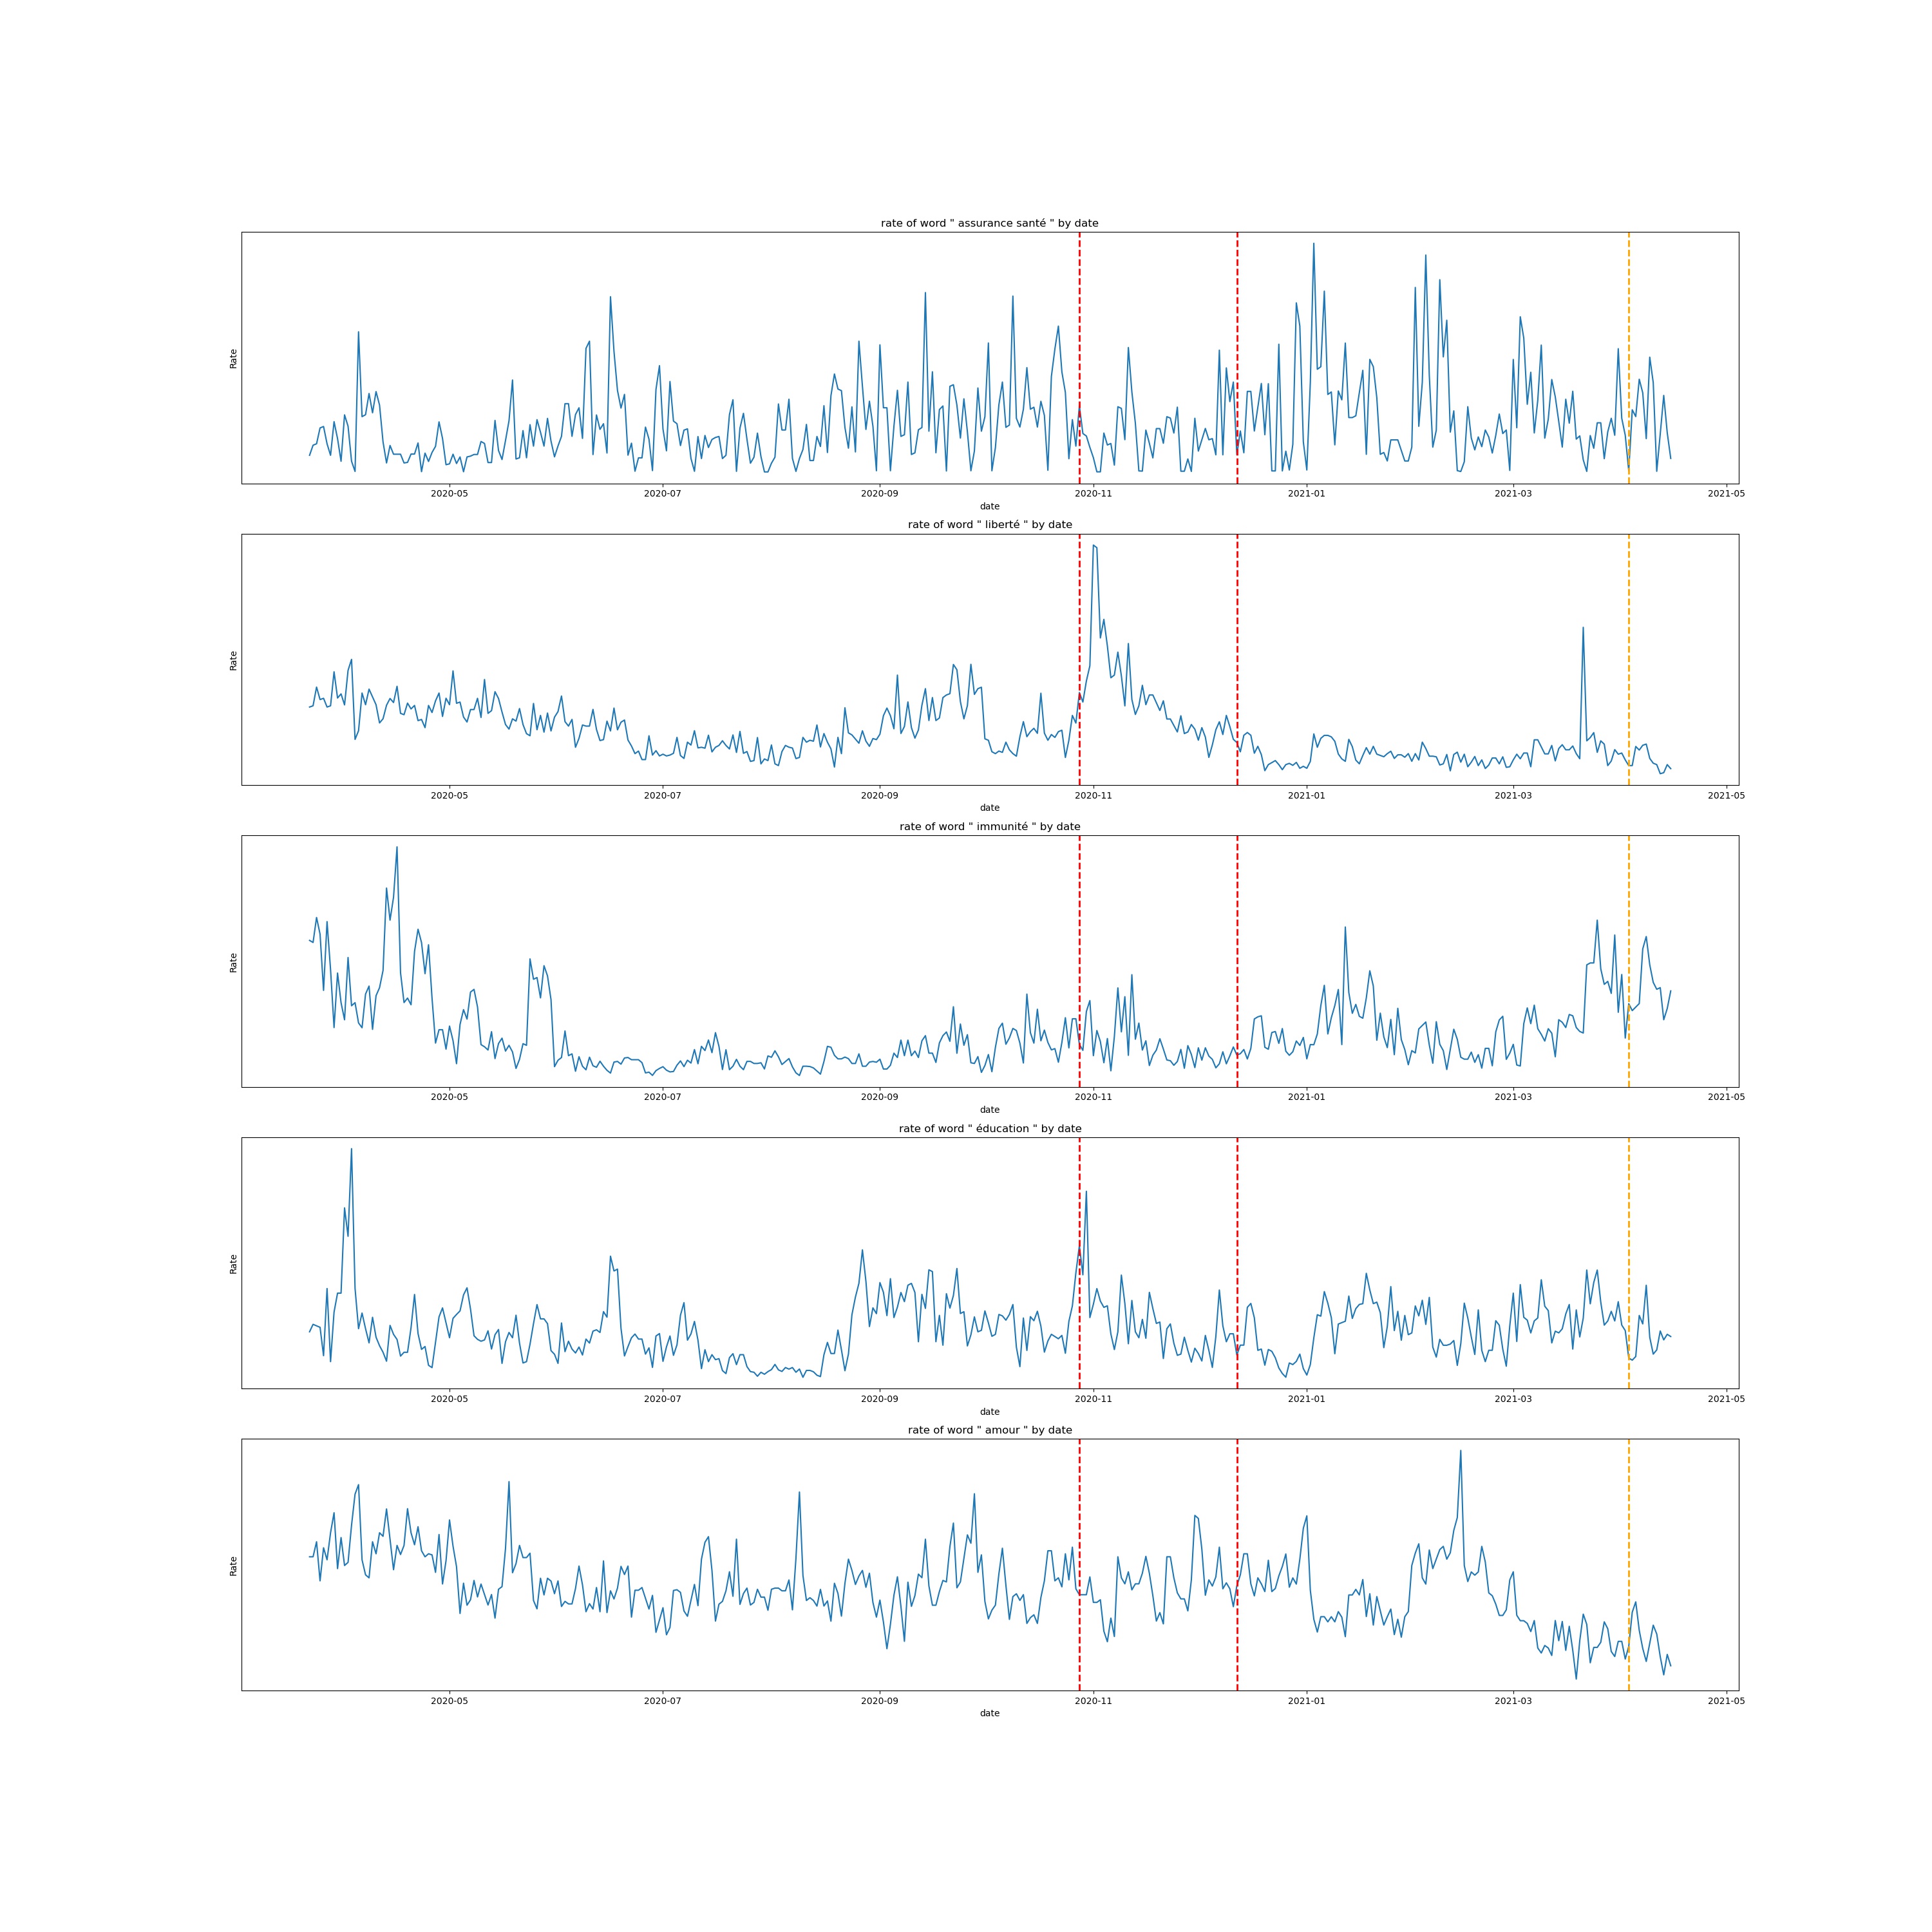 rate of word " assurance santé " by date
Rate
2020-05 2020-07 2020-09 2020-11 2021-01 2021-03 2021-05
date
rate of word " liberté " by date
Rate
2020-05 2020-07 2020-09 2020-11 2021-01 2021-03 2021-05
date
rate of word " immunité " by date
Rate
2020-05 2020-07 2020-09 2020-11 2021-01 2021-03 2021-05
date
rate of word " éducation " by date
Rate
2020-05 2020-07 2020-09 2020-11 2021-01 2021-03 2021-05
date
rate of word " amour " by date
Rate
2020-05 2020-07 2020-09 2020-11 2021-01 2021-03 2021-05
date